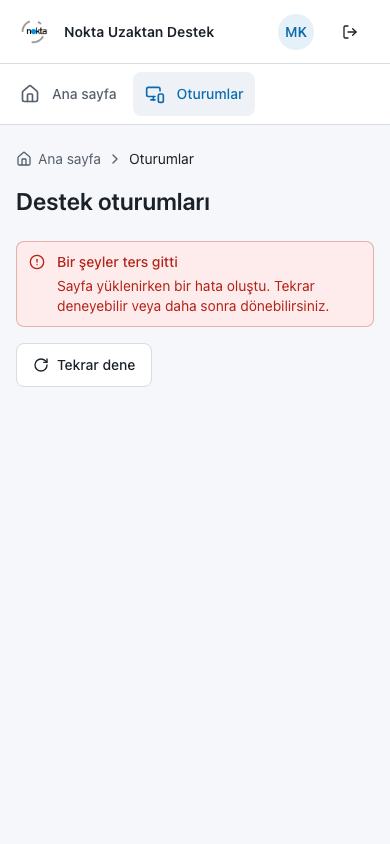 nokta
Nokta Uzaktan Destek
MK
Ana sayfa
Oturumlar
Ana sayfa
Oturumlar
Destek oturumları
Bir şeyler ters gitti
Sayfa yüklenirken bir hata oluştu. Tekrar
deneyebilir veya daha sonra dönebilirsiniz.
Tekrar dene